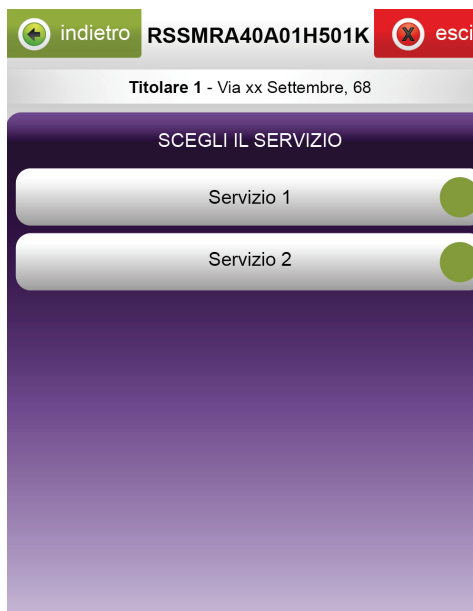 indietro RSSMRA40A01H501K esci
Titolare 1 - Via xx Settembre, 68
SCEGLI IL SERVIZIO
Servizio 1
Servizio 2